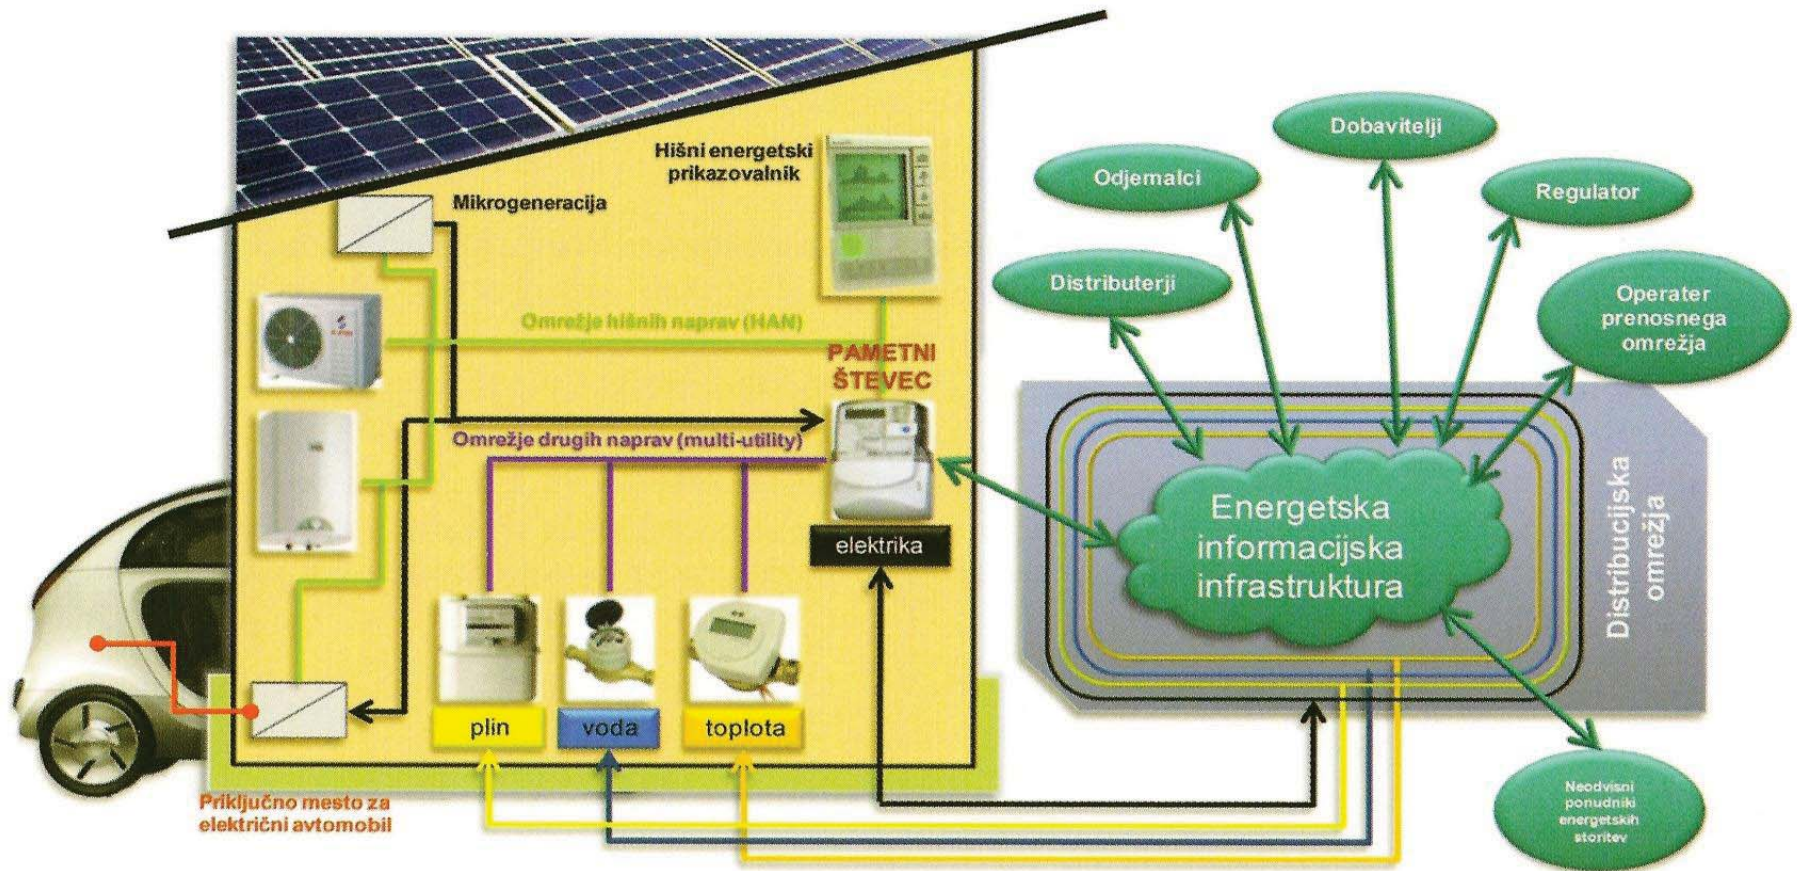 Hišni energetski
prikazovalnik
Mikrogeneracija
Omrežje hišnih naprav (HAN)
PAMETNI
ŠTEVEC
Omrežje drugih naprav (multi-utility)
elektrika
plin
voda
toplota
Priključno mesto za
električni avtomobil
Dobavitelji
Odjemalci
Regulator
Distributerji
Operater
prenosnega
omrežja
Energetska
informacijska
infrastruktura
Distribucijska
omrežja
Neodvisni
ponudniki
energetskih
storitev